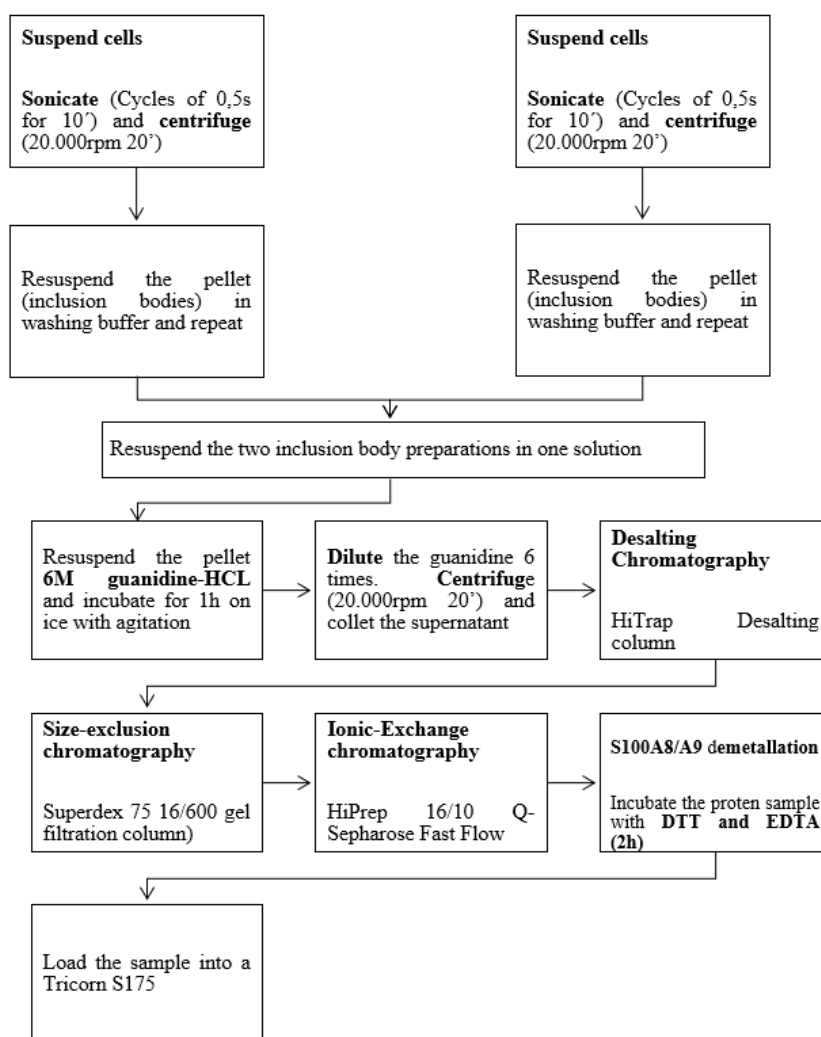 Suspend cells
Sonicate (Cycles of 0,5s
for 10´) and centrifuge
(20.000rpm 20’)
Suspend cells
Sonicate (Cycles of 0,5s
for 10´) and centrifuge
(20.000rpm 20’)
Resuspend the pellet
(inclusion bodies) in
washing buffer and repeat
Resuspend the pellet
(inclusion bodies) in
washing buffer and repeat
Resuspend the two inclusion body preparations in one solution
Resuspend the pellet
6M guanidine-HCL
and incubate for 1h on
ice with agitation
Dilute the guanidine 6
times. Centrifuge
(20.000rpm 20’) and
collet the supernatant
Desalting
Chromatography
HiTrap Desalting
column
Size-exclusion
chromatography
Superdex 75 16/600 gel
filtration column)
Ionic-Exchange
chromatography
HiPrep 16/10 Q-
Sepharose Fast Flow
S100A8/A9 demetallation
Incubate the proten sample
with DTT and EDTA
(2h)
Load the sample into a
Tricorn S175